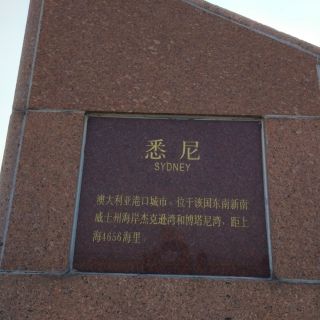 悉尼
SYDNEY
澳大利亚港口城市。位于该国东南新南
威士州海岸杰克逊湾和博塔尼湾，距上
海4656海里。